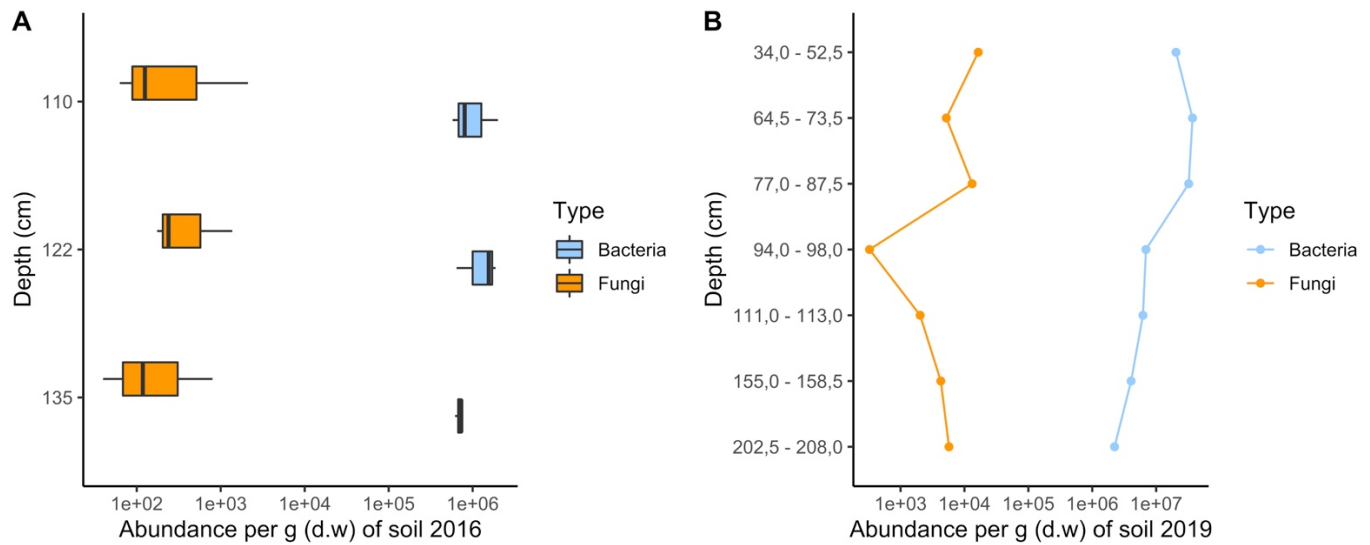 A
Depth (cm)
110
122
135
1e+02 1e+03 1e+04 1e+05 1e+06
Abundance per g (d.w) of soil 2016
Type
Bacteria
Fungi
B
Depth (cm)
34,0 - 52,5
64,5 - 73,5
77,0 - 87,5
94,0 - 98,0
111,0 - 113,0
155,0 - 158,5
202,5 - 208,0
1e+03 1e+04 1e+05 1e+06 1e+07
Abundance per g (d.w) of soil 2019
Type
Bacteria
Fungi